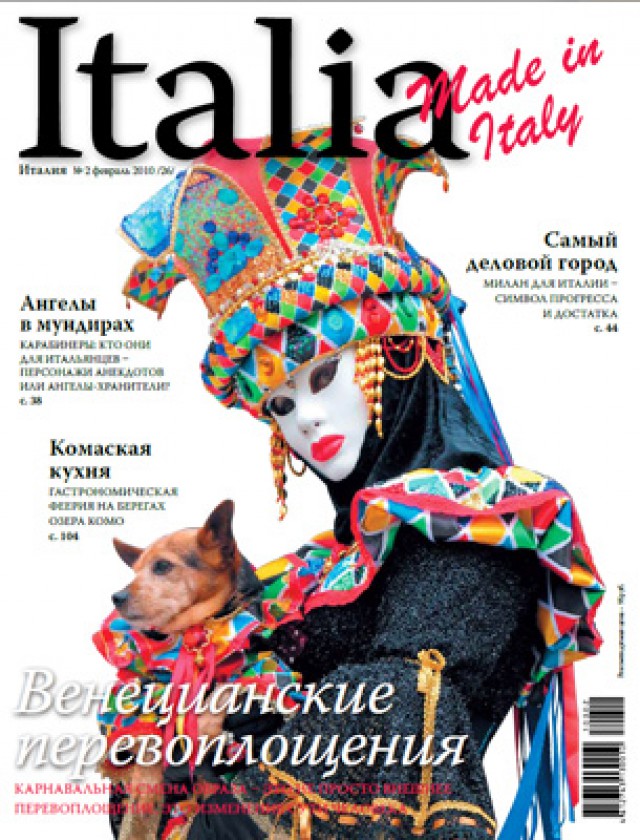 Italia
Made in
Italy
Италия № 2 февраль 2010 /26/
Самый
деловой город
МИЛАН ДЛЯ ИТАЛИИ –
СИМВОЛ ПРОГРЕССА
И ДОСТАТКА
с. 44
Ангелы
в мундирах
КАРАБИНЕРЫ: КТО ОНИ
ДЛЯ ИТАЛЬЯНЦЕВ –
ПЕРСОНАЖИ АНЕКДОТОВ
ИЛИ АНГЕЛЫ-ХРАНИТЕЛИ?
с. 38
Комаская
кухня
ГАСТРОНОМИЧЕСКАЯ
ФЕЕРИЯ НА БЕРЕГАХ
ОЗЕРА КОМО
с. 104
Венецианские
перевоплощения
КАРНАВАЛЬНАЯ СМЕНА ОБРАЗА – ПРОСТО ВНЕШНЕЕ
ПЕРЕВОПЛОЩЕНИЕ